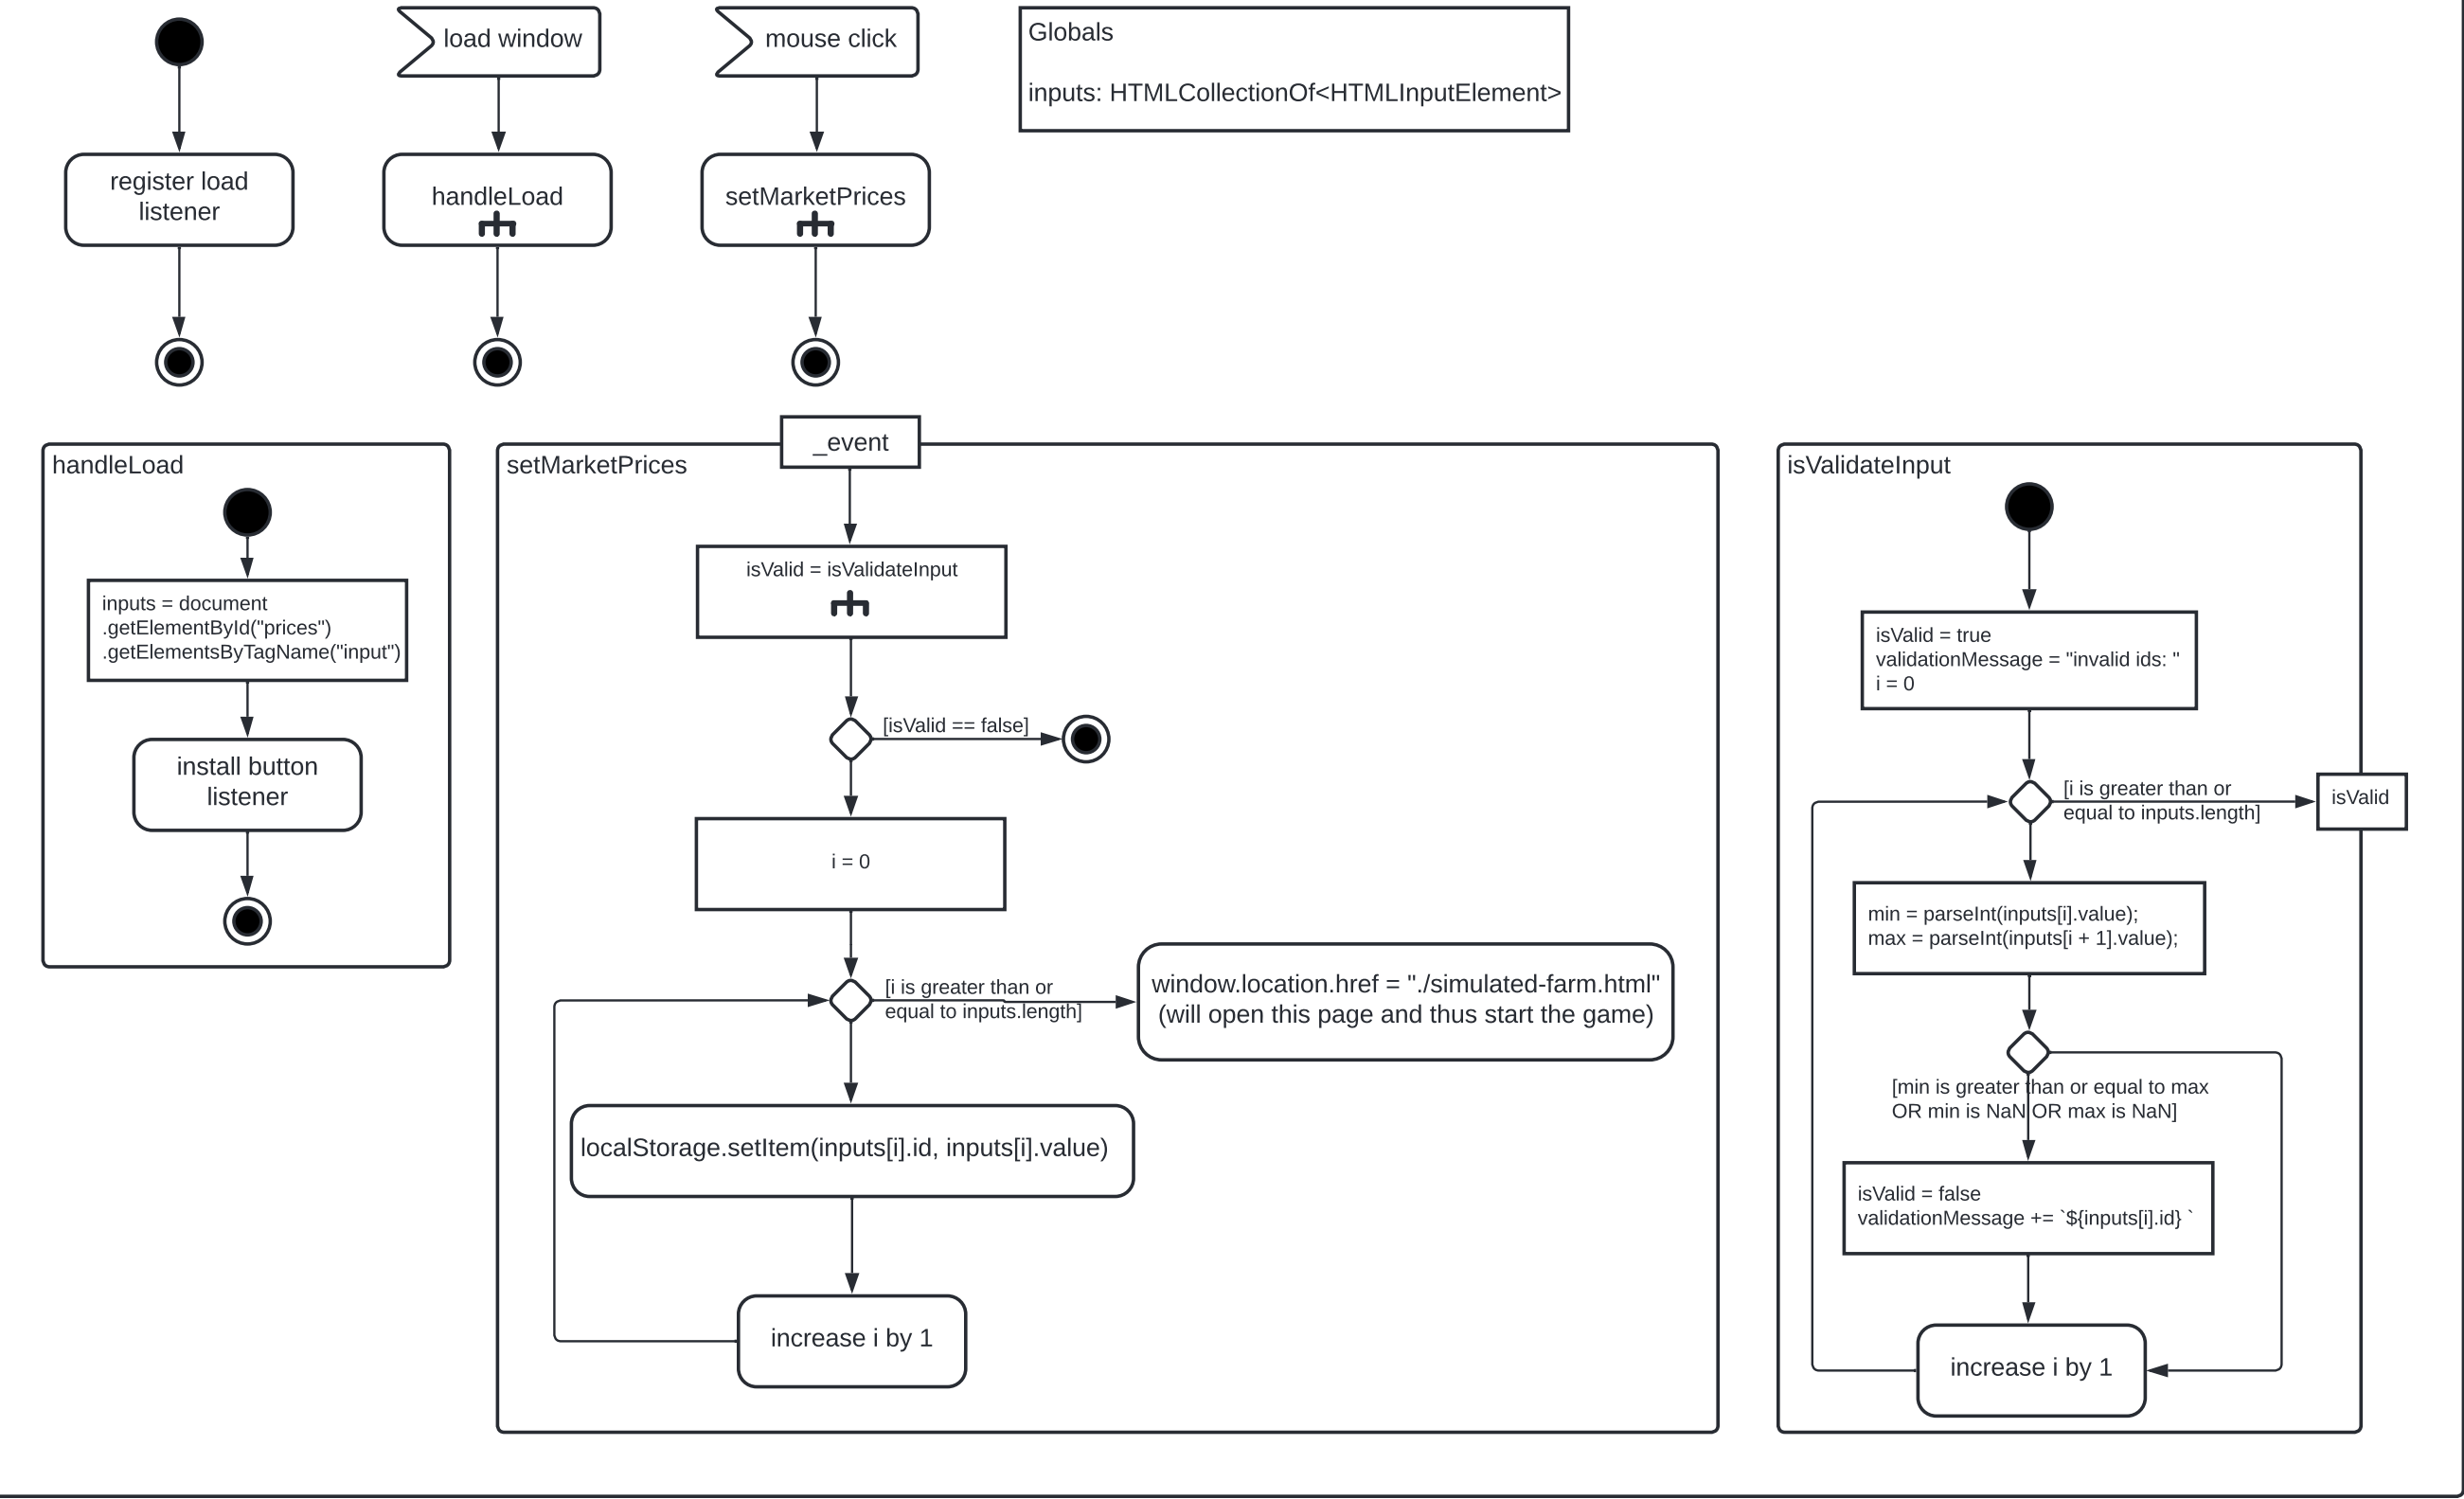 load window
mouse click
Globals
inputs: HTMLCollectionOf<HTMLInputElement>
register load
listener
handleLoad
setMarketPrices
handleLoad
inputs = document
.getElementById("prices")
.getElementsByTagName("input")
install button
listener
setMarketPrices
_event
isValid = isValidateInput
[isValid == false]
i = 0
[i is greater than or
equal to inputs.length]
window.location.href = "./simulated-farm.html"
(will open this page and thus start the game)
localStorage.setItem(inputs[i].id, inputs[i].value)
increase i by 1
isValidateInput
isValid = true
validationMessage = "invalid ids: "
i = 0
[i is greater than or
equal to inputs.length]
isValid
min = parseInt(inputs[i].value);
max = parseInt(inputs[i + 1].value);
[min is greater than or equal to max
OR min is NaN OR max is NaN]
isValid = false
validationMessage += `${inputs[i].id} `
increase i by 1